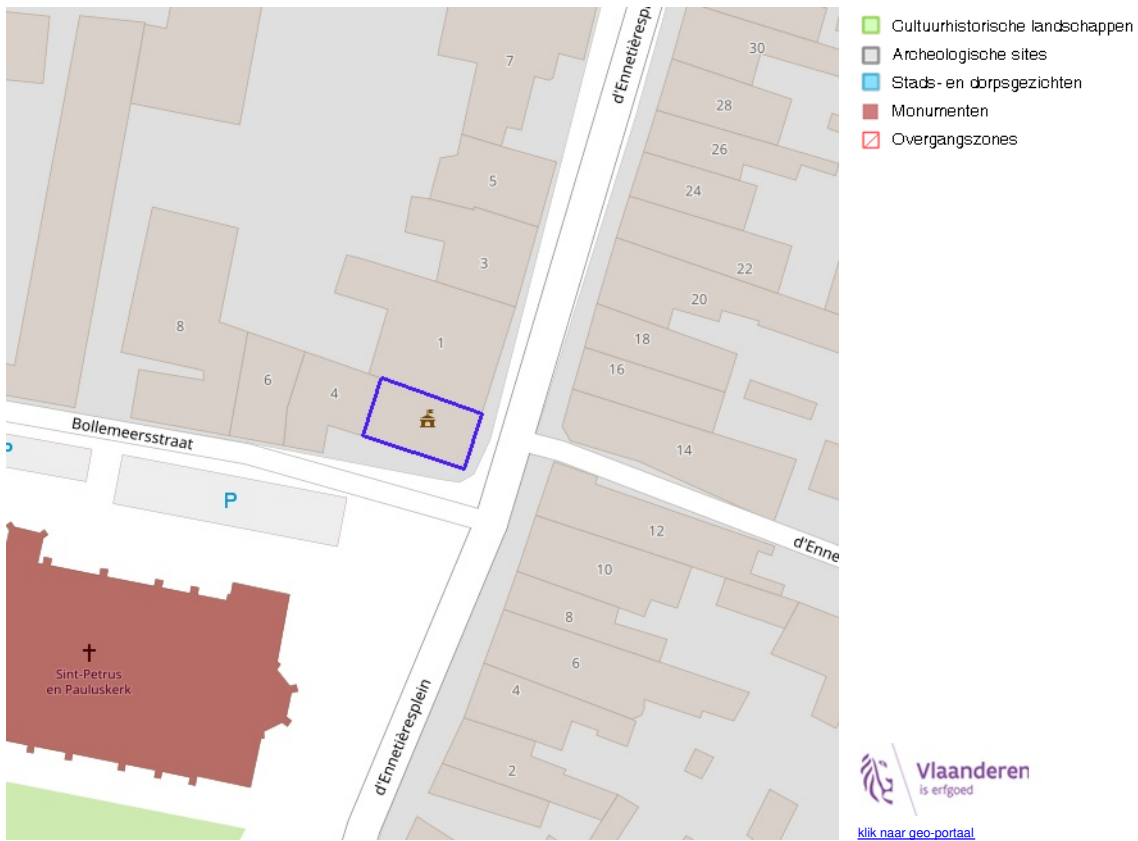 d'Ennetièresp
7
5
3
1
8
6
4
30
28
26
24
22
20
18
16
14
Bollemeersstraat
P
P
12
10
8
6
4
2
d'Enne
d'Ennetièresplein
Sint-Petrus
en Pauluskerk
Cultuurhistorische landschappen
Archeologische sites
Stads- en dorpsgezichten
Monumenten
Overgangszones
Vlaanderen
is erfgoed
klik naar geo-portaal